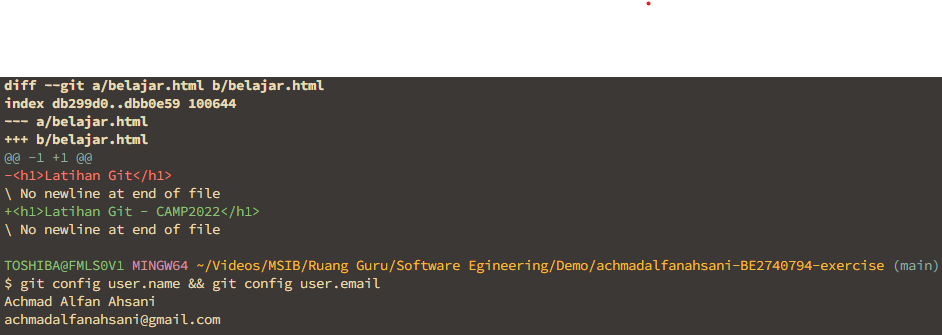 diff --git a/belajar.html b/belajar.html
index db299d0..dbb0e59 100644
--- a/belajar.html
+++ b/belajar.html
@@ -1 +1 @@
-<h1>Latihan Git</h1>
\ No newline at end of file
+<h1>Latihan Git - CAMP2022</h1>
\ No newline at end of file
TOSHIBA@FMLS0V1 MINGW64 ~/Videos/MSIB/Ruang Guru/Software Egineering/Demo/achmadalfanahsani-BE2740794-exercise (main)
$ git config user.name && git config user.email
Achmad Alfan Ahsani
achmadalfanahsani@gmail.com